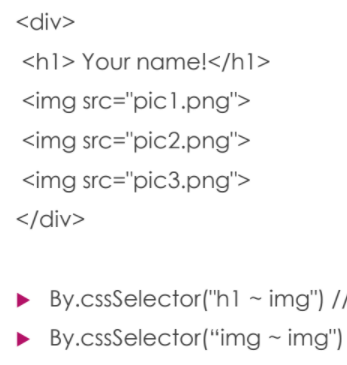 <div>
<h1> Your name!</h1>
<img src="pic1.png">
<img src="pic2.png">
<img src="pic3.png">
</div>
By.cssSelector("h1 ~ img") //
By.cssSelector(“img ~ img")